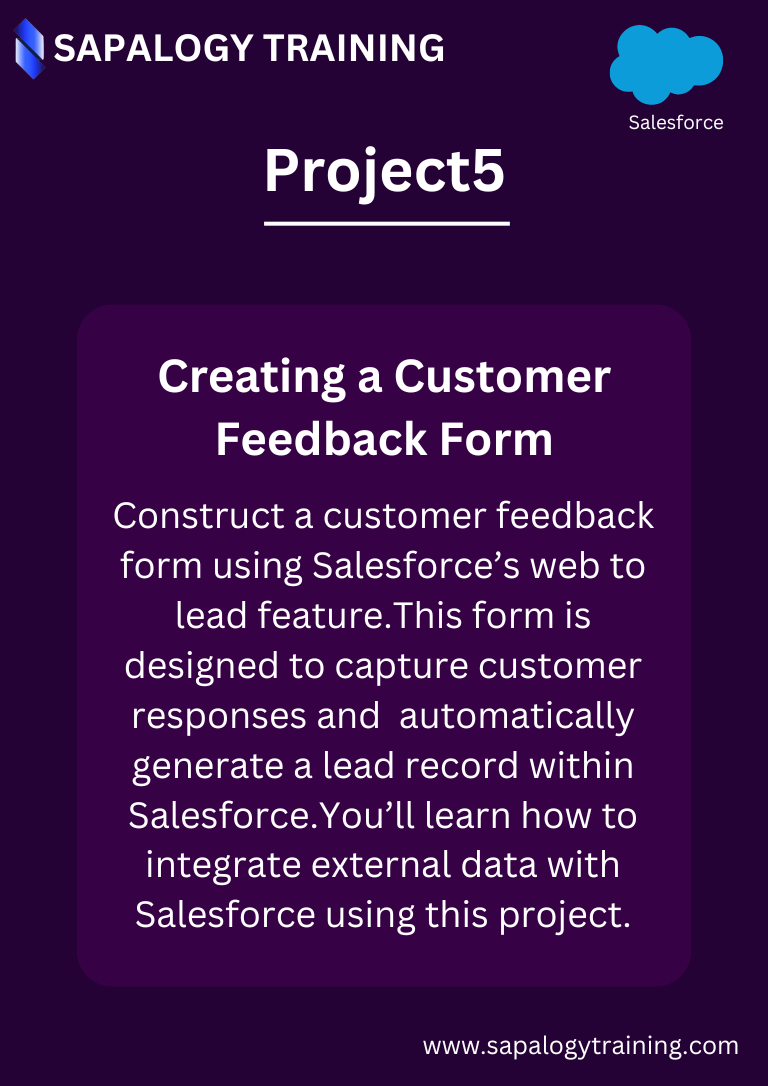 SAPALOGY TRAINING
Salesforce
Project5
Creating a Customer
Feedback Form
Construct a customer feedback
form using Salesforce’s web to
lead feature.This form is
designed to capture customer
responses and  automatically
generate a lead record within
Salesforce.You’ll learn how to
integrate external data with
Salesforce using this project.
www.sapalogytraining.com